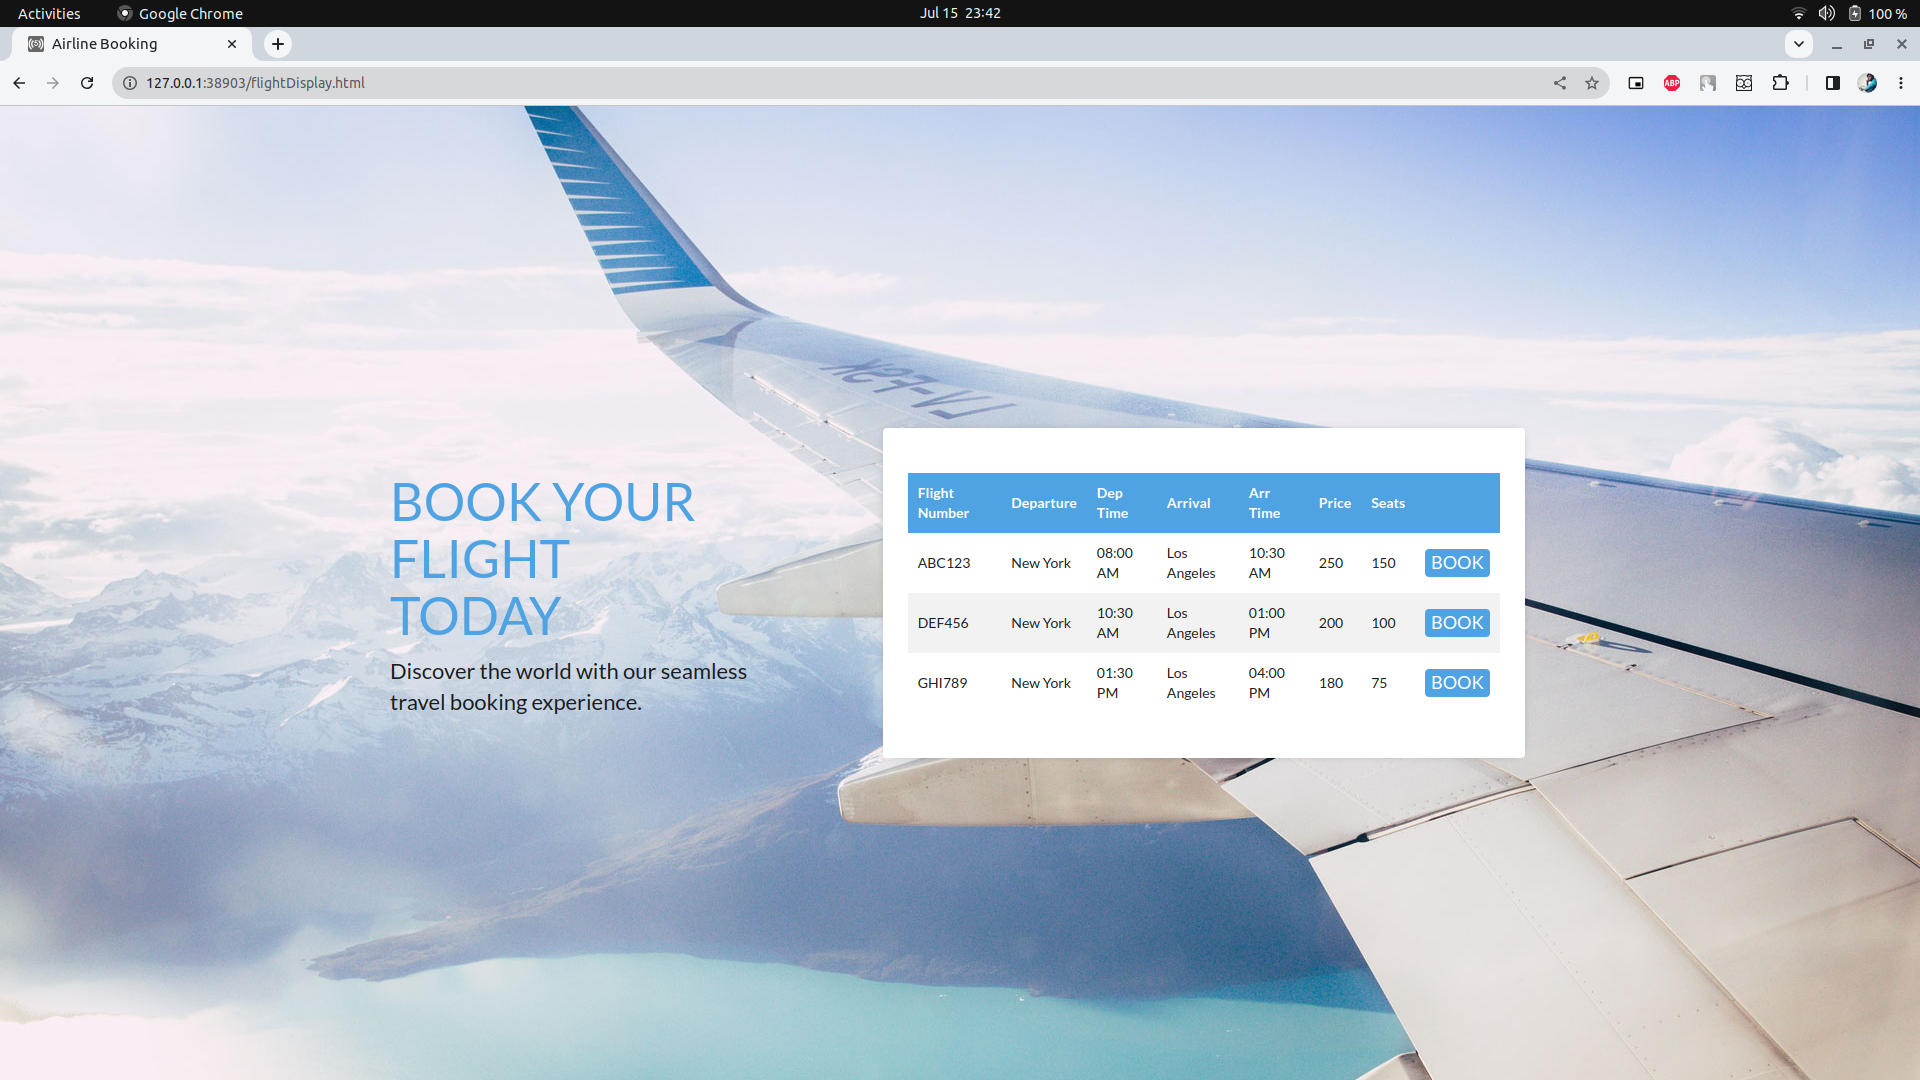 Activities
Google Chrome
Jul 15 23:42
100 %
Airline Booking
127.0.0.1:38903/flightDisplay.html
ABP
LV-FSK
BOOK YOUR
FLIGHT
TODAY
Discover the world with our seamless
travel booking experience.
Flight Number Departure Dep Time Arrival Arr Time Price Seats
ABC123 New York 08:00 AM Los Angeles 10:30 AM 250 150 BOOK
DEF456 New York 10:30 AM Los Angeles 01:00 PM 200 100 BOOK
GHI789 New York 01:30 PM Los Angeles 04:00 PM 180 75 BOOK